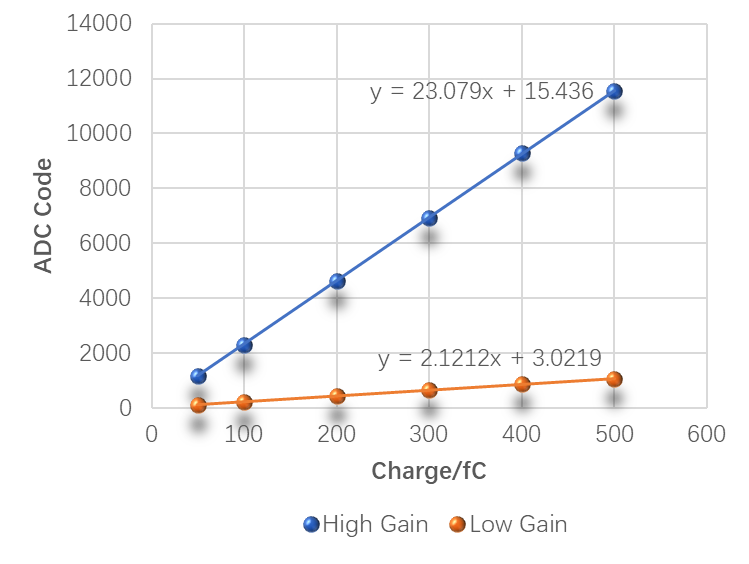 14000
12000
y = 23.079x + 15.436
10000
8000
ADC Code
6000
4000
2000
y = 2.1212x + 3.0219
0
0 100 200 300 400 500 600
Charge/fC
High Gain Low Gain